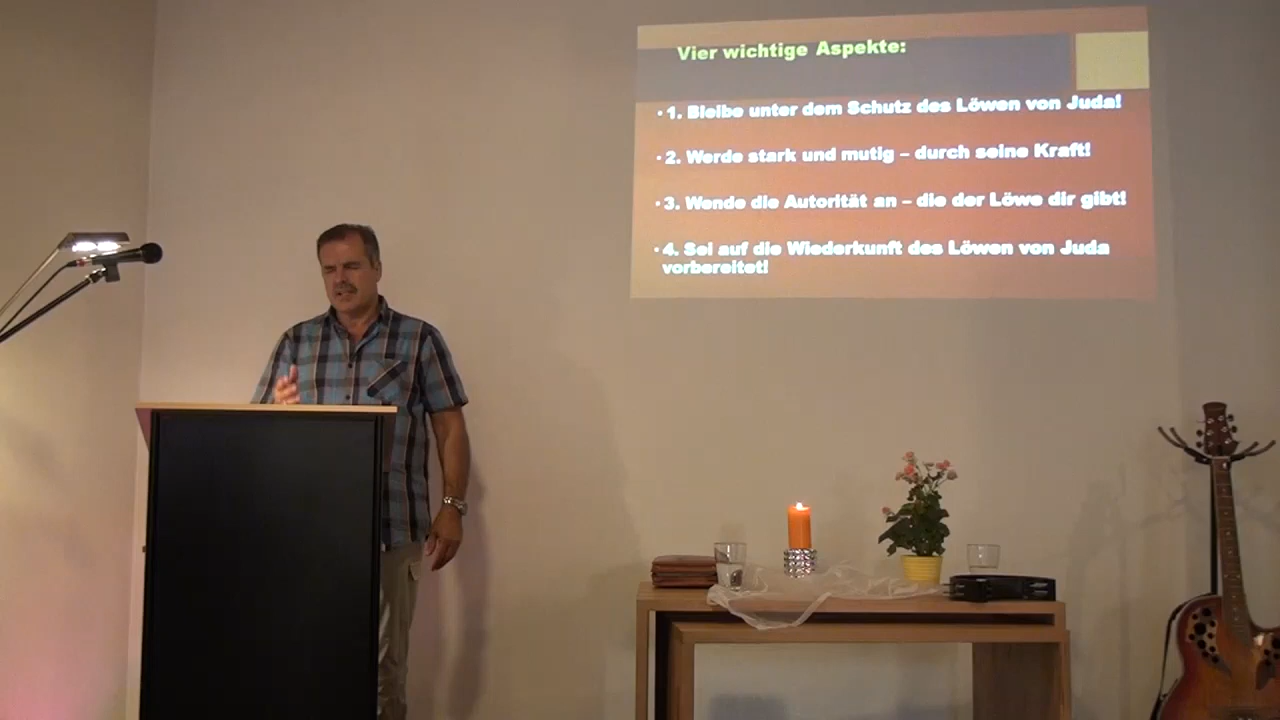 Vier wichtige Aspekte:
• 1. Bleibe unter dem Schutz des Löwen von Juda!
• 2. Werde stark und mutig – durch seine Kraft!
• 3. Wende die Autorität an – die der Löwe dir gibt!
• 4. Sei auf die Wiederkunft des Löwen von Juda
vorbereitet!